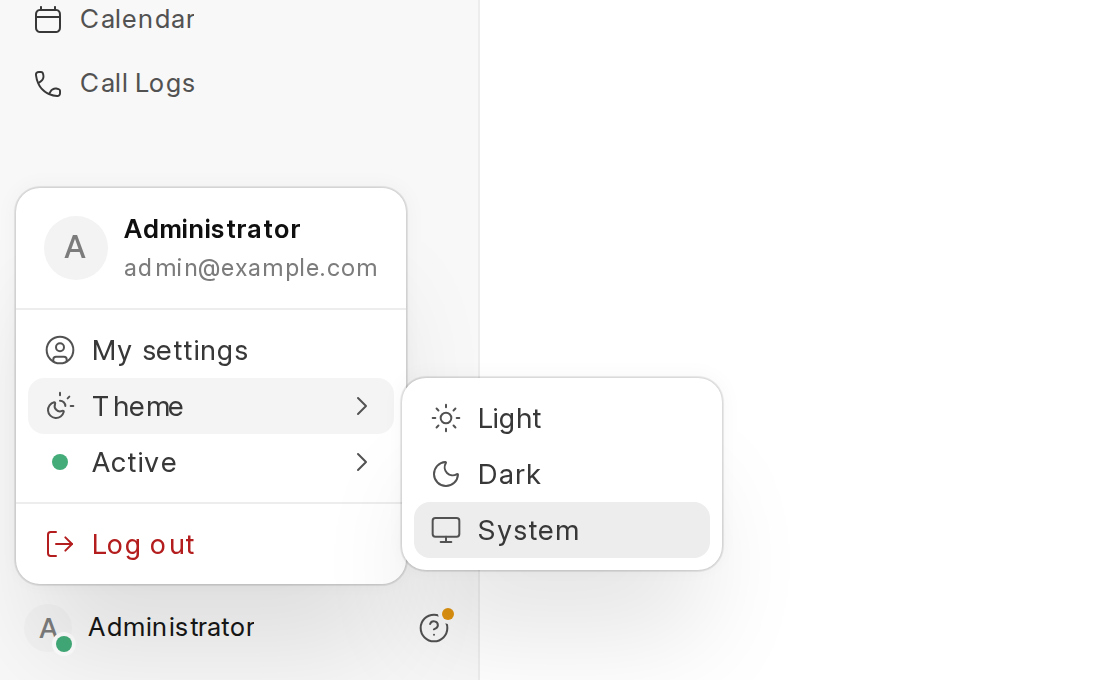 Calendar
Call Logs
A
Administrator
admin@example.com
My settings
Theme
Active
Log out
Light
Dark
System
A
Administrator